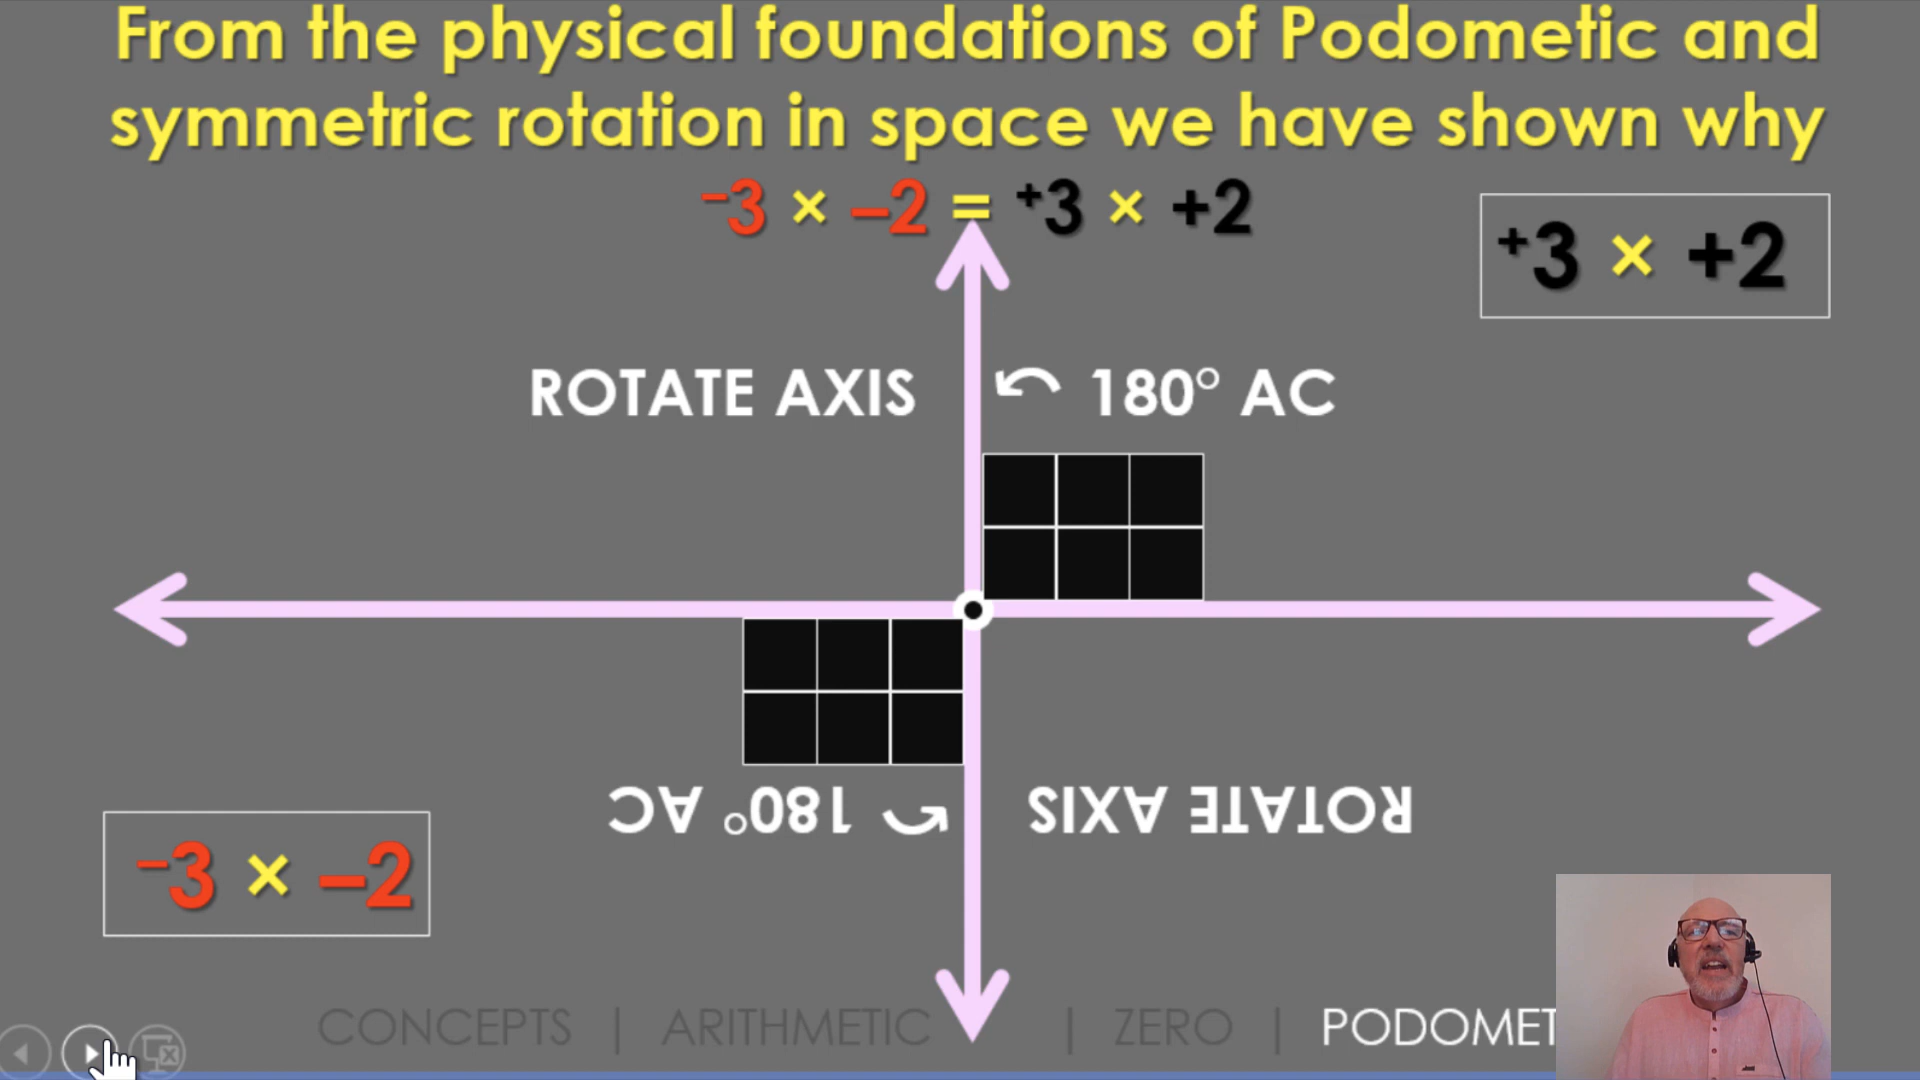 From the physical foundations of Podometic and
symmetric rotation in space we have shown why
⁻3 × –2 = ⁺3 × +2
⁺3 × +2
ROTATE AXIS 180° AC
ROTATE AXIS 180° AC
⁻3 × –2
CONCEPTS | ARITHMETIC | ZERO | PODOMET